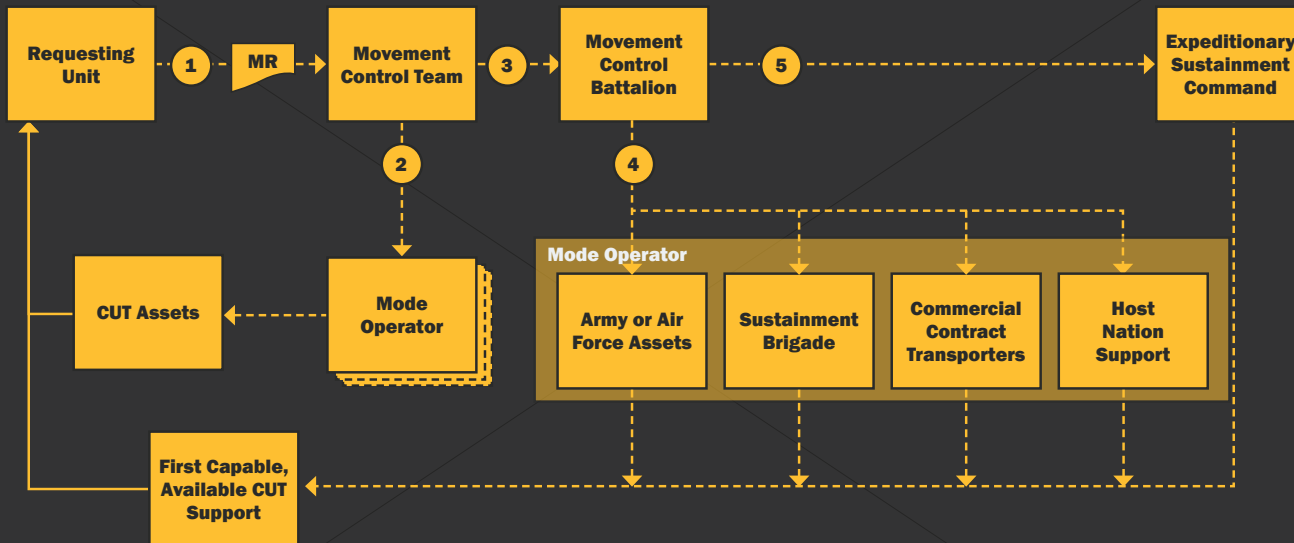 Requesting
Unit
1
MR
Movement
Control Team
3
Movement
Control
Battalion
5
Expeditionary
Sustainment
Command
2
4
Mode Operator
CUT Assets
Mode
Operator
Army or Air
Force Assets
Sustainment
Brigade
Commercial
Contract
Transporters
Host
Nation
Support
First Capable,
Available CUT
Support